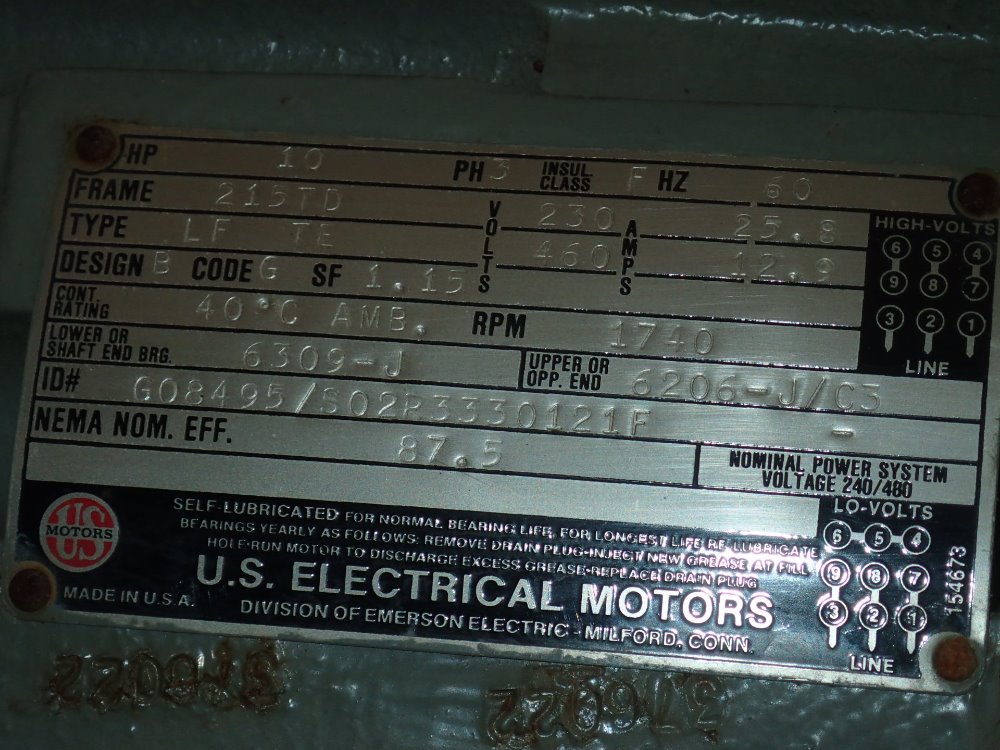 HP 10 PH 3 INSUL. CLASS F HZ 60
FRAME 215TD VOLTS 230 AMPS 25.8
TYPE LF TE 460 12.9
DESIGN B CODE G SF 1.15
CONT. RATING 40°C AMB. RPM 1740
LOWER OR SHAFT END BRG. 6309-J UPPER OR OPP. END 6206-J/C3
ID# G08495/S02R3330121F -
NEMA NOM. EFF. 87.5
NOMINAL POWER SYSTEM
VOLTAGE 240/480
HIGH-VOLTS
6 5 4
9 8 7
3 2 1
LINE
LO-VOLTS
6 5 4
9 8 7
3 2 1
LINE
154673
SELF-LUBRICATED FOR NORMAL BEARING LIFE, FOR LONGEST LIFE RE-LUBRICATE
BEARINGS YEARLY AS FOLLOWS: REMOVE DRAIN PLUG-INJECT NEW GREASE AT FILL
HOLE-RUN MOTOR TO DISCHARGE EXCESS GREASE-REPLACE DRAIN PLUG
US MOTORS
U.S. ELECTRICAL MOTORS
MADE IN U.S.A.
DIVISION OF EMERSON ELECTRIC - MILFORD, CONN.
376022
376022